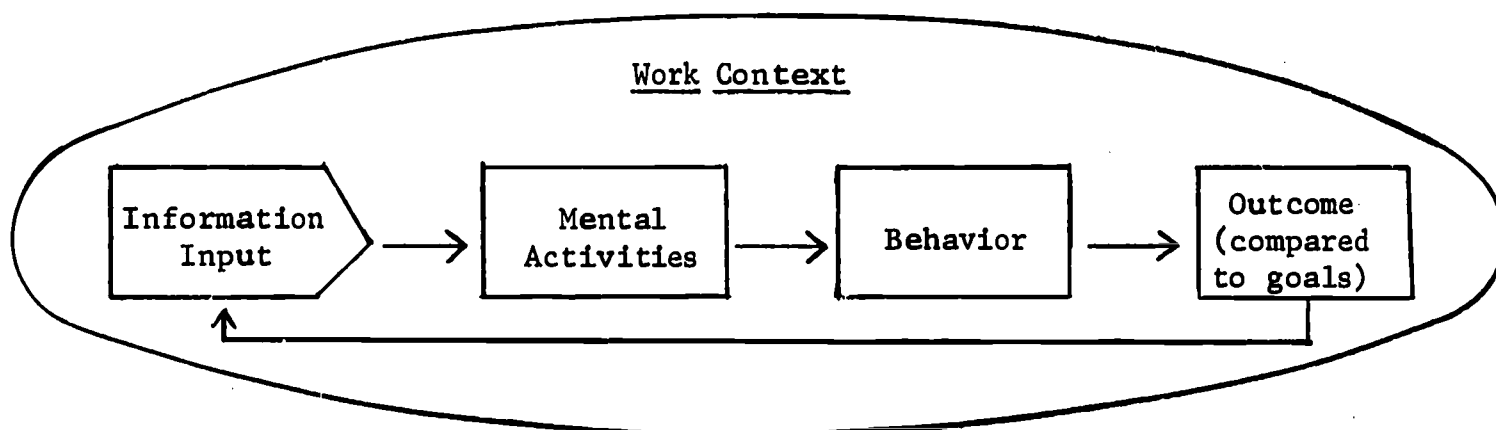 Work Context
Information
Input
Mental
Activities
Behavior
Outcome
(compared
to goals)